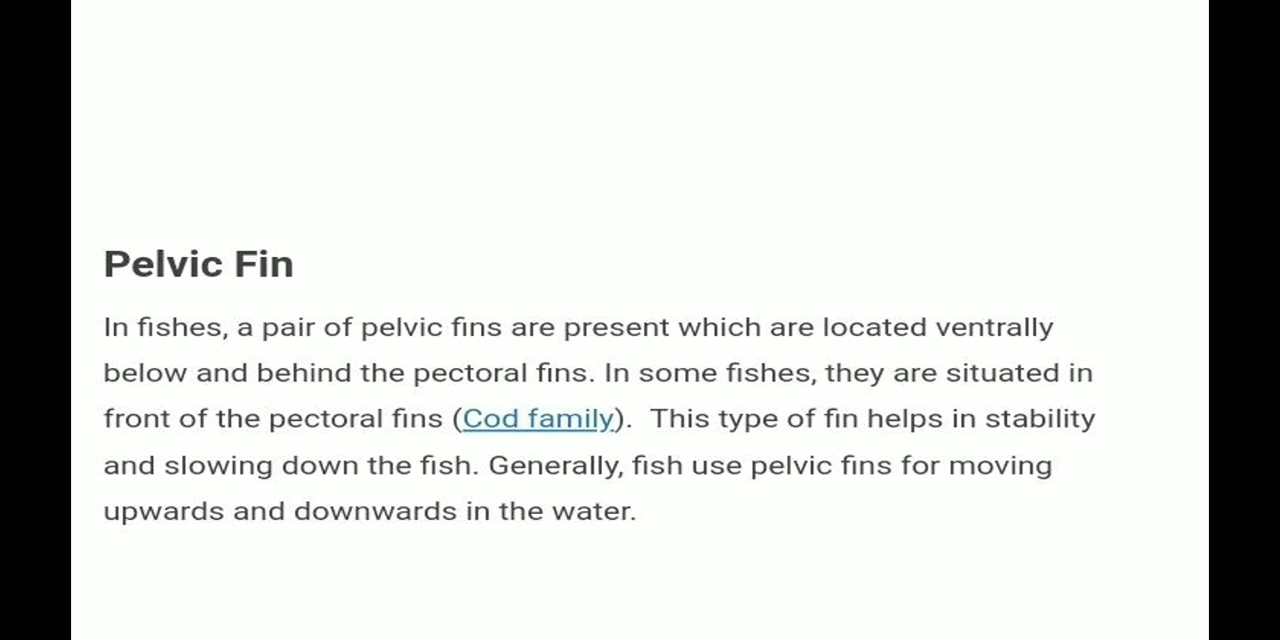 Pelvic Fin
In fishes, a pair of pelvic fins are present which are located ventrally
below and behind the pectoral fins. In some fishes, they are situated in
front of the pectoral fins (Cod family).  This type of fin helps in stability
and slowing down the fish. Generally, fish use pelvic fins for moving
upwards and downwards in the water.